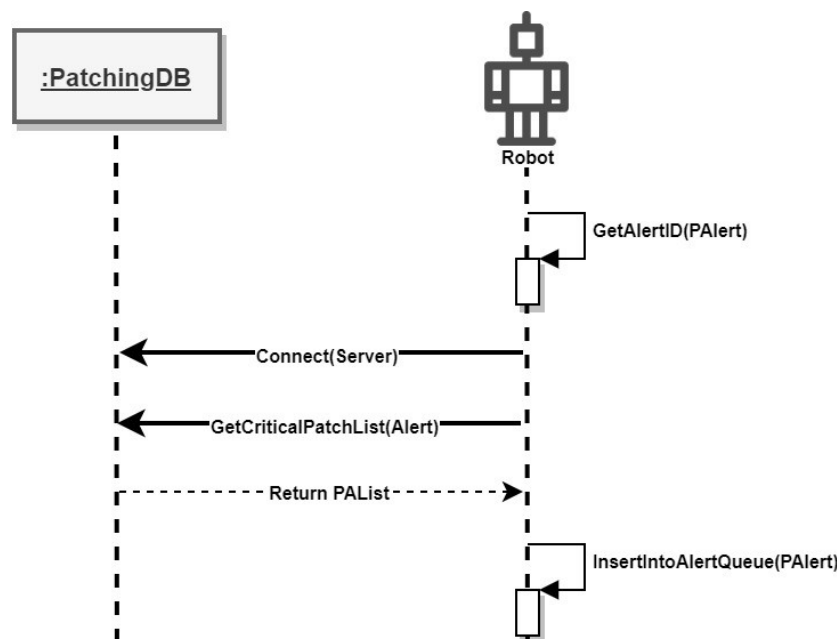 :PatchingDB
Robot
GetAlertID(PAlert)
Connect(Server)
GetCriticalPatchList(Alert)
Return PAList
InsertIntoAlertQueue(PAlert)